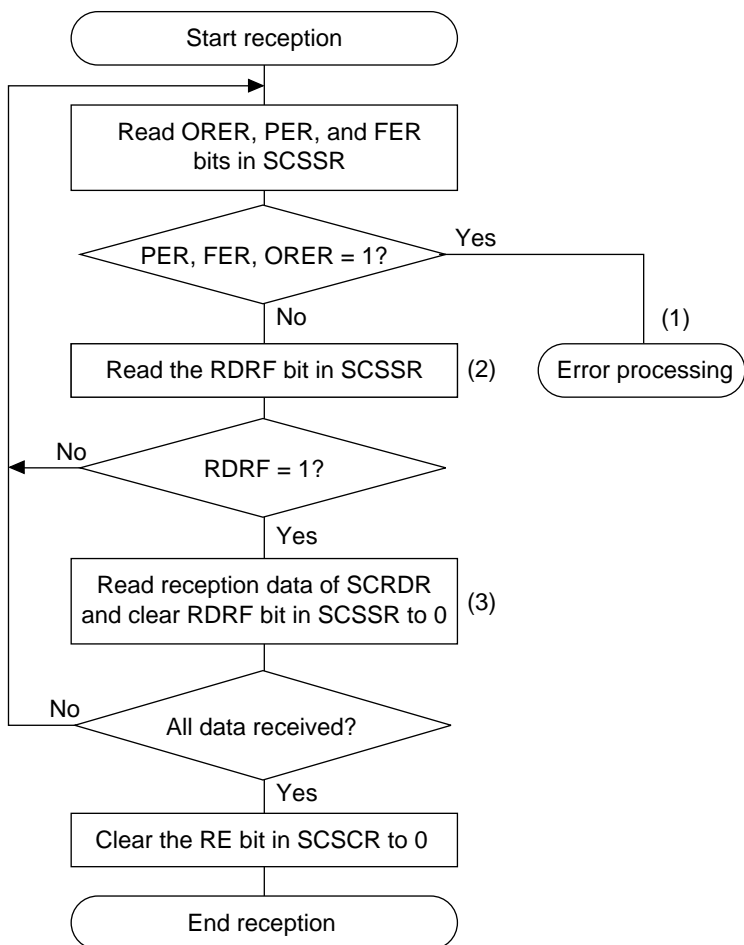 Start reception
Read ORER, PER, and FER
bits in SCSSR
PER, FER, ORER = 1?
Yes
No
(1)
Read the RDRF bit in SCSSR
(2)
Error processing
No
RDRF = 1?
Yes
Read reception data of SCRDR
and clear RDRF bit in SCSSR to 0
(3)
No
All data received?
Yes
Clear the RE bit in SCSCR to 0
End reception